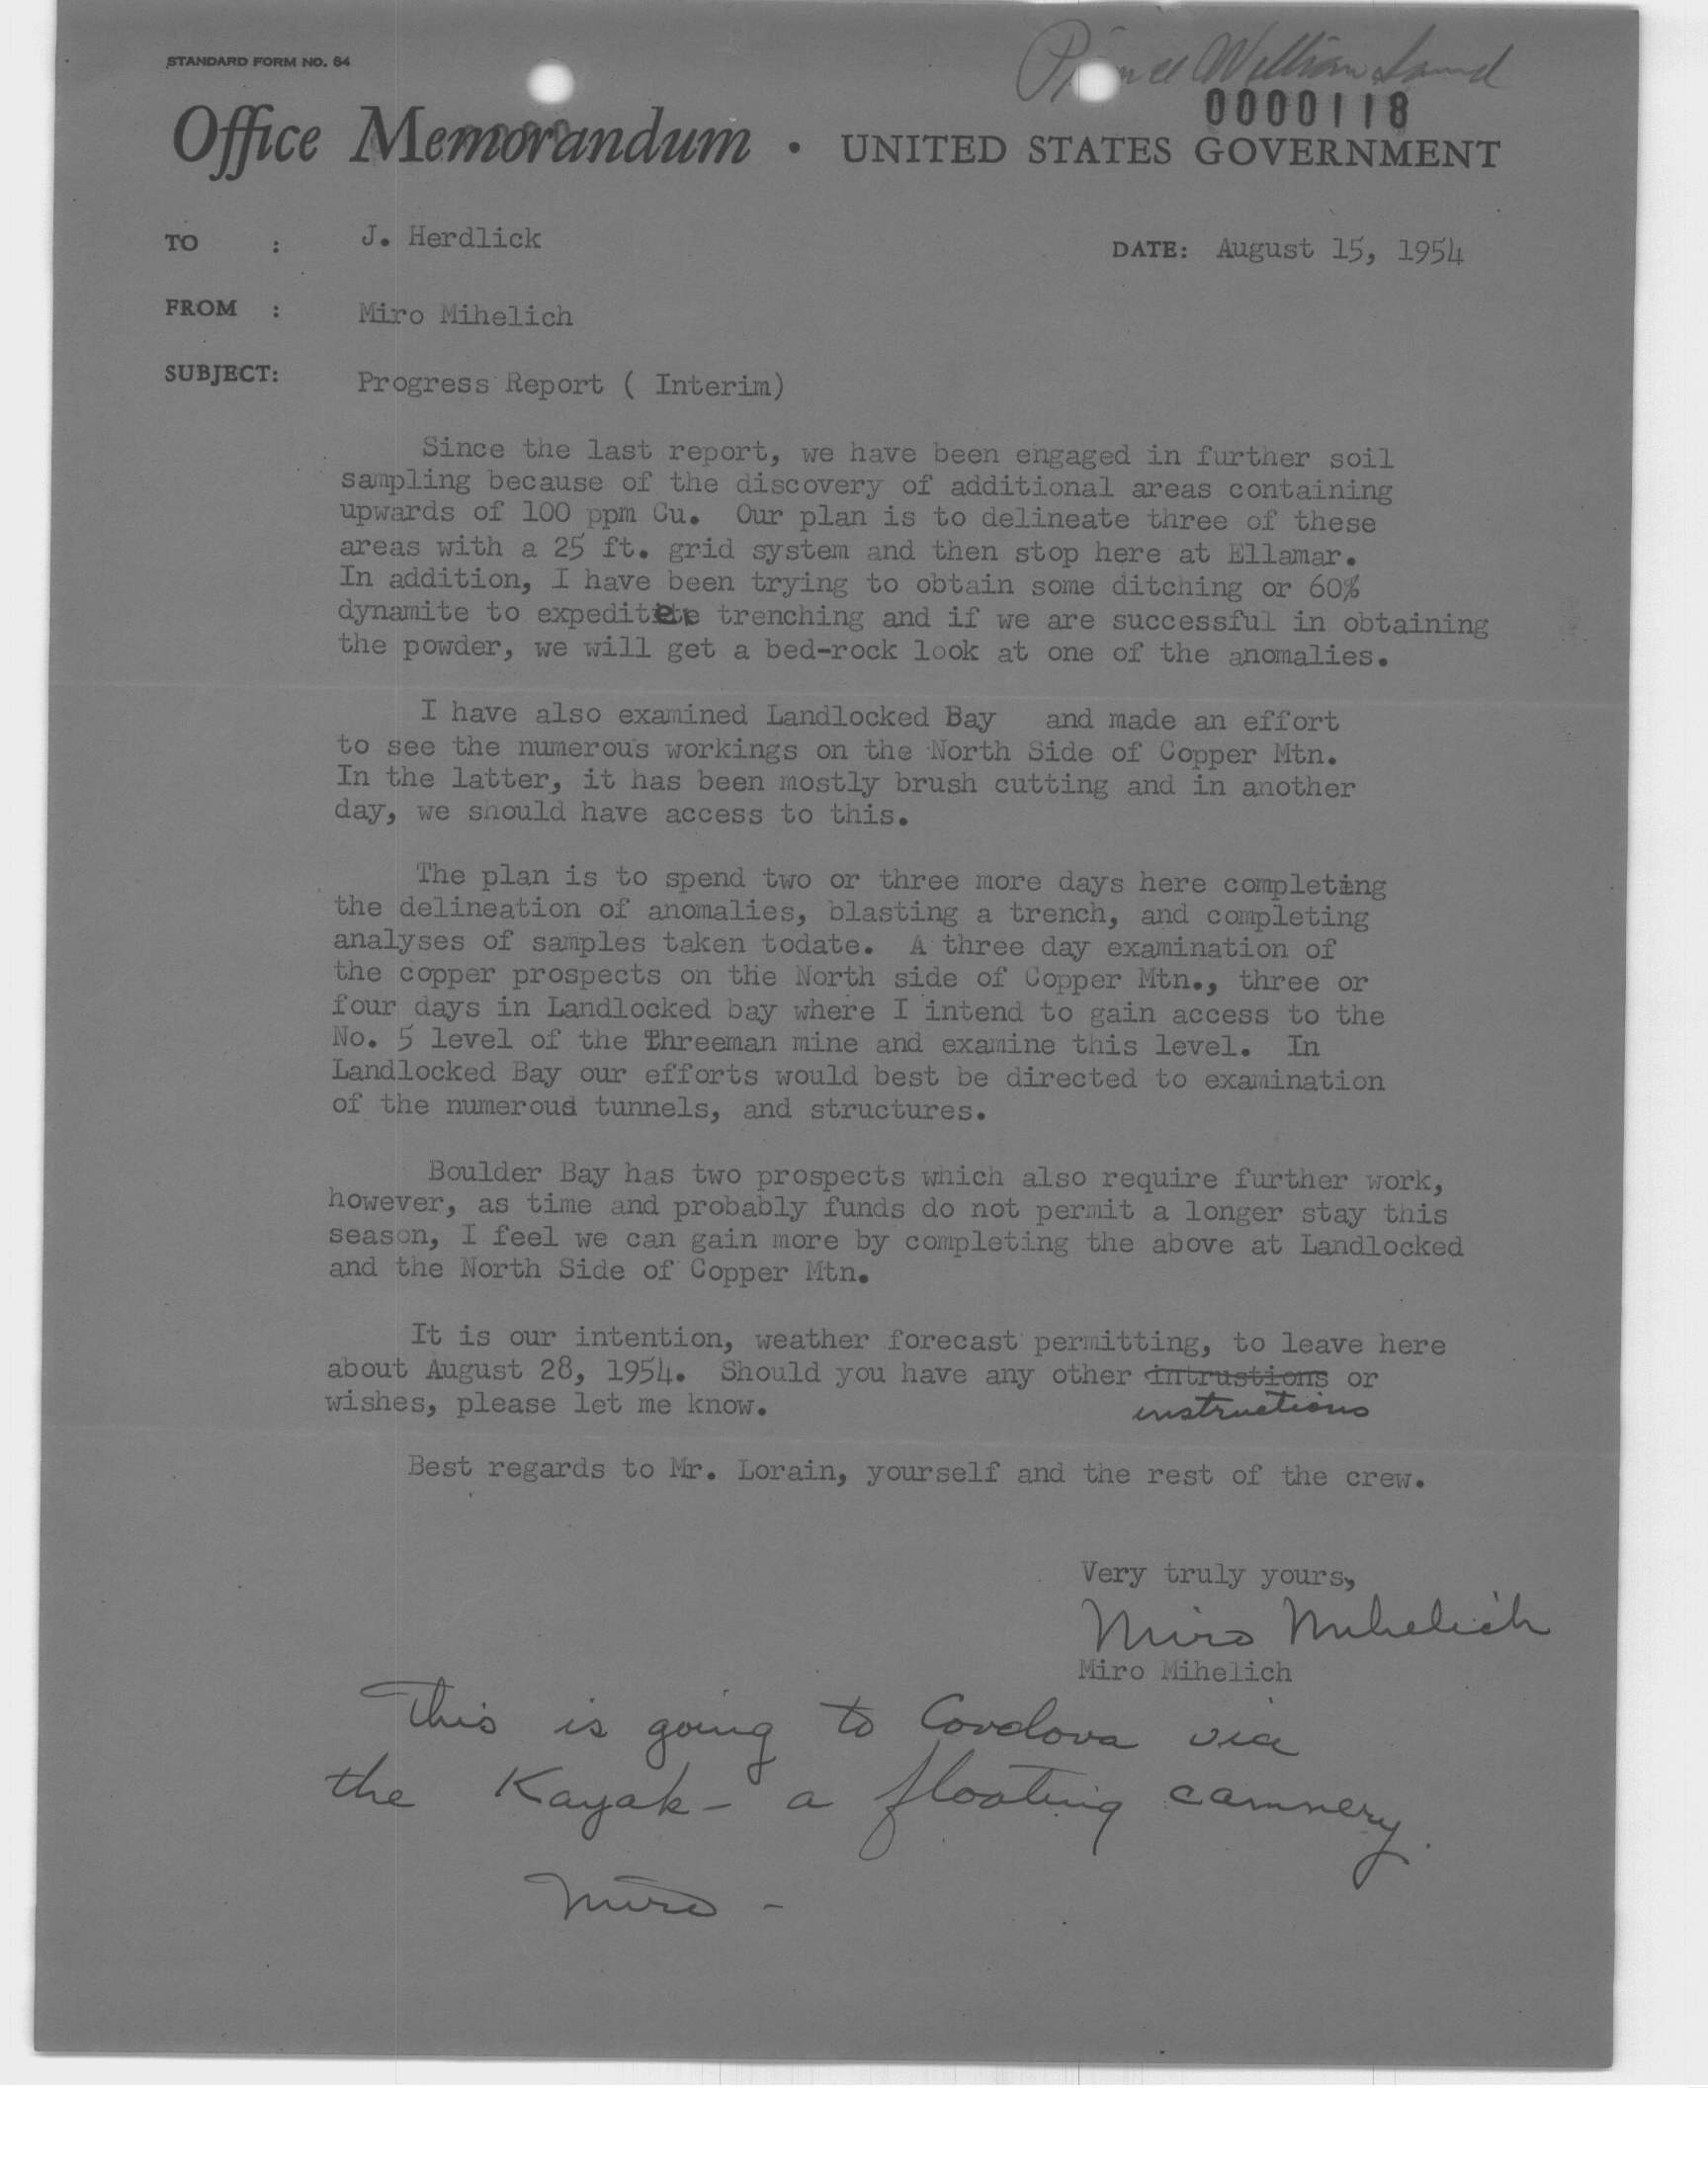 STANDARD FORM NO. 64
Prince William Sound
0000118
Office Memorandum • UNITED STATES GOVERNMENT
TO : J. Herdlick
DATE: August 15, 1954
FROM : Miro Mihelich
SUBJECT: Progress Report ( Interim)
Since the last report, we have been engaged in further soil
sampling because of the discovery of additional areas containing
upwards of 100 ppm Cu. Our plan is to delineate three of these
areas with a 25 ft. grid system and then stop here at Ellamar.
In addition, I have been trying to obtain some ditching or 60%
dynamite to expedite trenching and if we are successful in obtaining
the powder, we will get a bed-rock look at one of the anomalies.
I have also examined Landlocked Bay and made an effort
to see the numerous workings on the North Side of Copper Mtn.
In the latter, it has been mostly brush cutting and in another
day, we should have access to this.
The plan is to spend two or three more days here completing
the delineation of anomalies, blasting a trench, and completing
analyses of samples taken todate. A three day examination of
the copper prospects on the North side of Copper Mtn., three or
four days in Landlocked bay where I intend to gain access to the
No. 5 level of the Threeman mine and examine this level. In
Landlocked Bay our efforts would best be directed to examination
of the numerous tunnels, and structures.
Boulder Bay has two prospects which also require further work,
however, as time and probably funds do not permit a longer stay this
season, I feel we can gain more by completing the above at Landlocked
and the North Side of Copper Mtn.
It is our intention, weather forecast permitting, to leave here
about August 28, 1954. Should you have any other intrustions or
wishes, please let me know. instructions
Best regards to Mr. Lorain, yourself and the rest of the crew.
Very truly yours,
Miro Mihelich
Miro Mihelich
This is going to Cordova via
the Kayak - a floating cannery.
Miro -